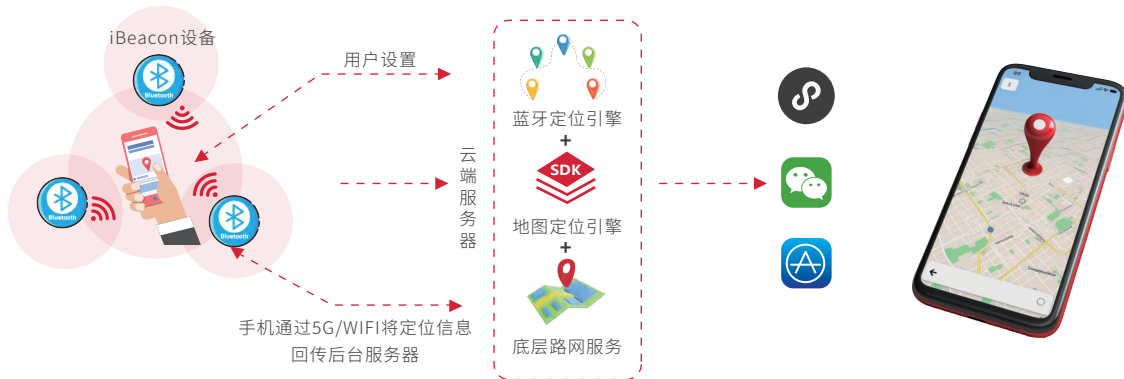 iBeacon设备
Bluetooth
Bluetooth
Bluetooth
用户设置
手机通过5G/WIFI将定位信息
回传后台服务器
云端服务器
蓝牙定位引擎
+
SDK
地图定位引擎
+
底层路网服务